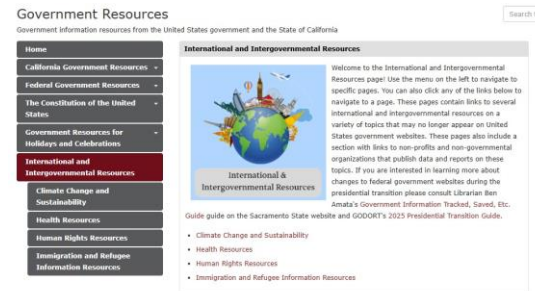 Government Resources
Search t
Government information resources from the United States government and the State of California
Home
California Government Resources
Federal Government Resources
The Constitution of the United
States
Government Resources for
Holidays and Celebrations
International and
Intergovernmental Resources
Climate Change and
Sustainability
Health Resources
Human Rights Resources
Immigration and Refugee
Information Resources
International and Intergovernmental Resources
International &
Intergovernmental Resources
Welcome to the International and Intergovernmental
Resources page! Use the menu on the left to navigate to
specific pages. You can also click any of the links below to
navigate to a page. These pages contain links to several
international and intergovernmental resources on a
variety of topics that may no longer appear on United
States government websites. These pages also include a
section with links to non-profits and non-governmental
organizations that publish data and reports on these
topics. If you are interested in learning more about
changes to federal government websites during the
presidential transition please consult Librarian Ben
Amata's Government Information Tracked, Saved, Etc.
Guide guide on the Sacramento State website and GODORT's 2025 Presidential Transition Guide.
• Climate Change and Sustainability
• Health Resources
• Human Rights Resources
• Immigration and Refugee Information Resources